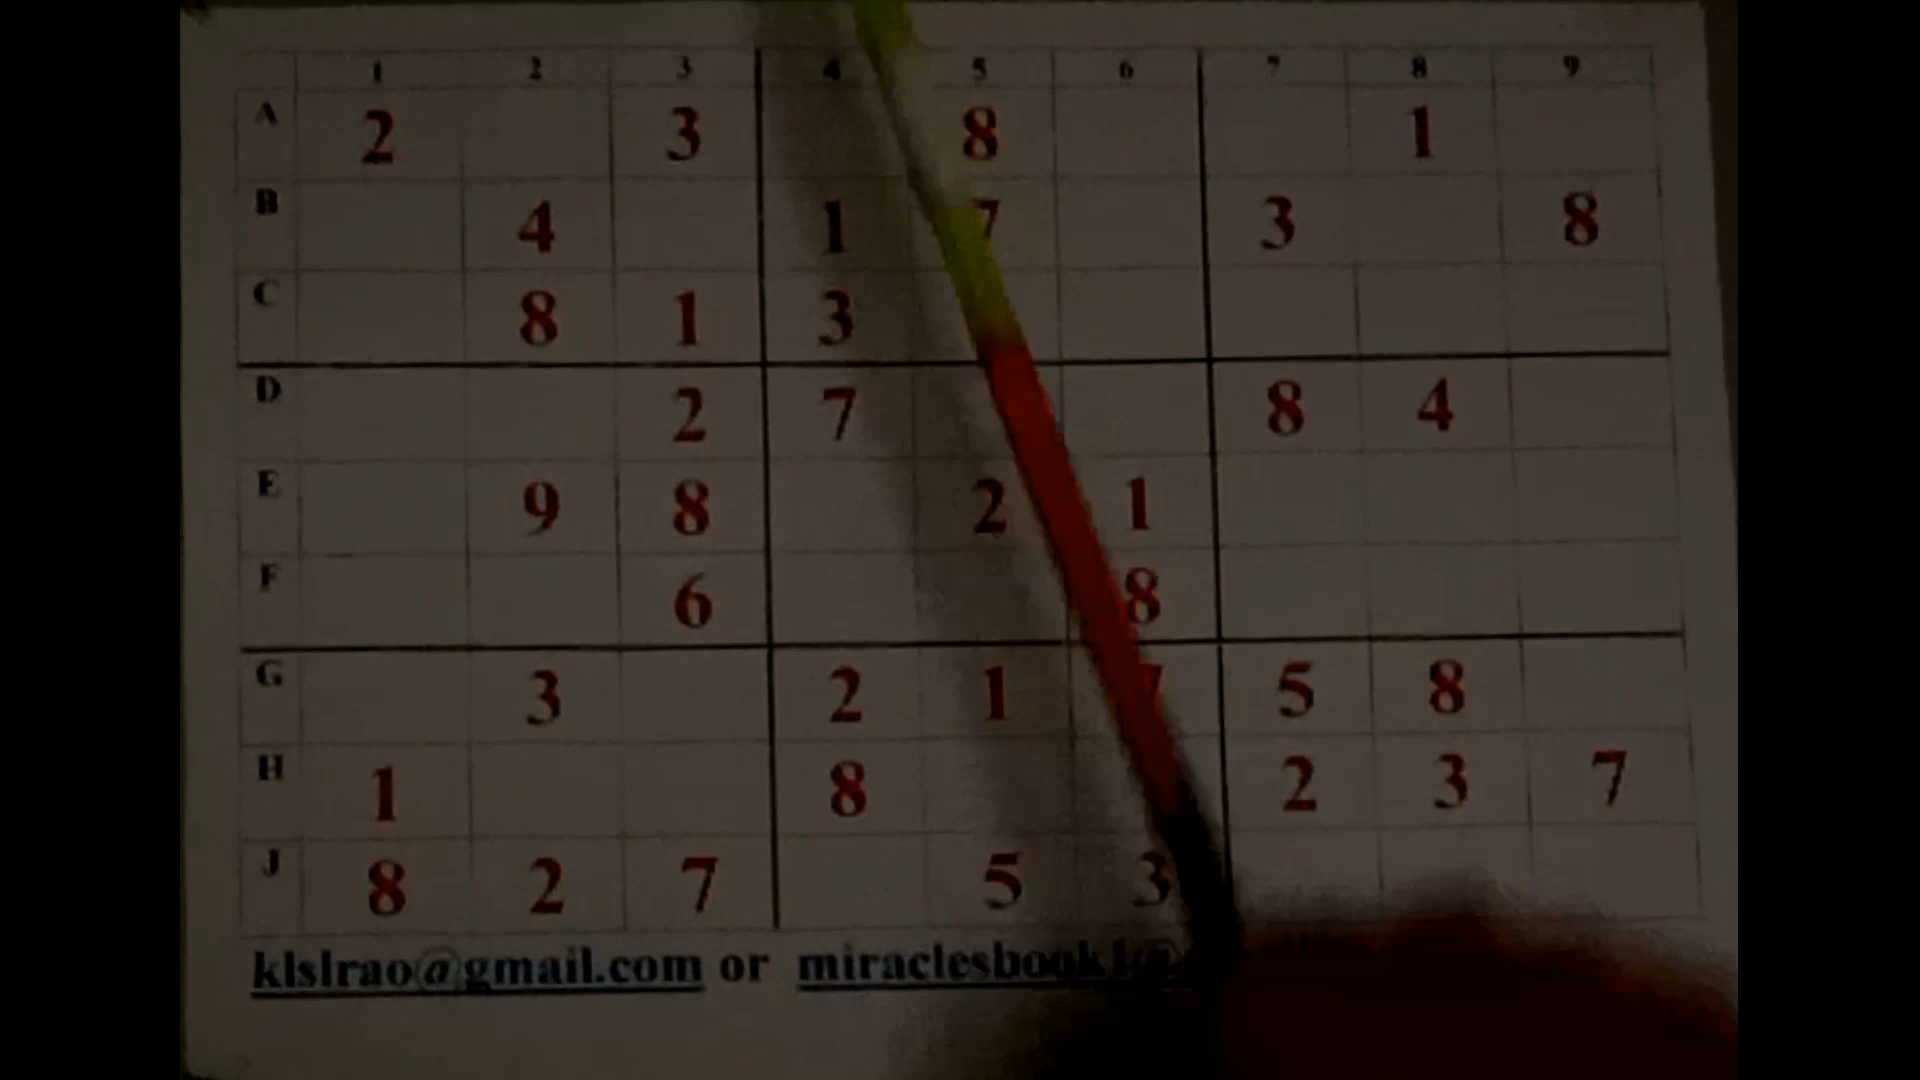 1 2 3 4 5 6 7 8 9
A 2 3 8 1
B 4 1 7 3 8
C 8 1 3
D 2 7 8 4
E 9 8 2 1
F 6 8
G 3 2 1 7 5 8
H 1 8 2 3 7
J 8 2 7 5 3
klslrao@gmail.com or